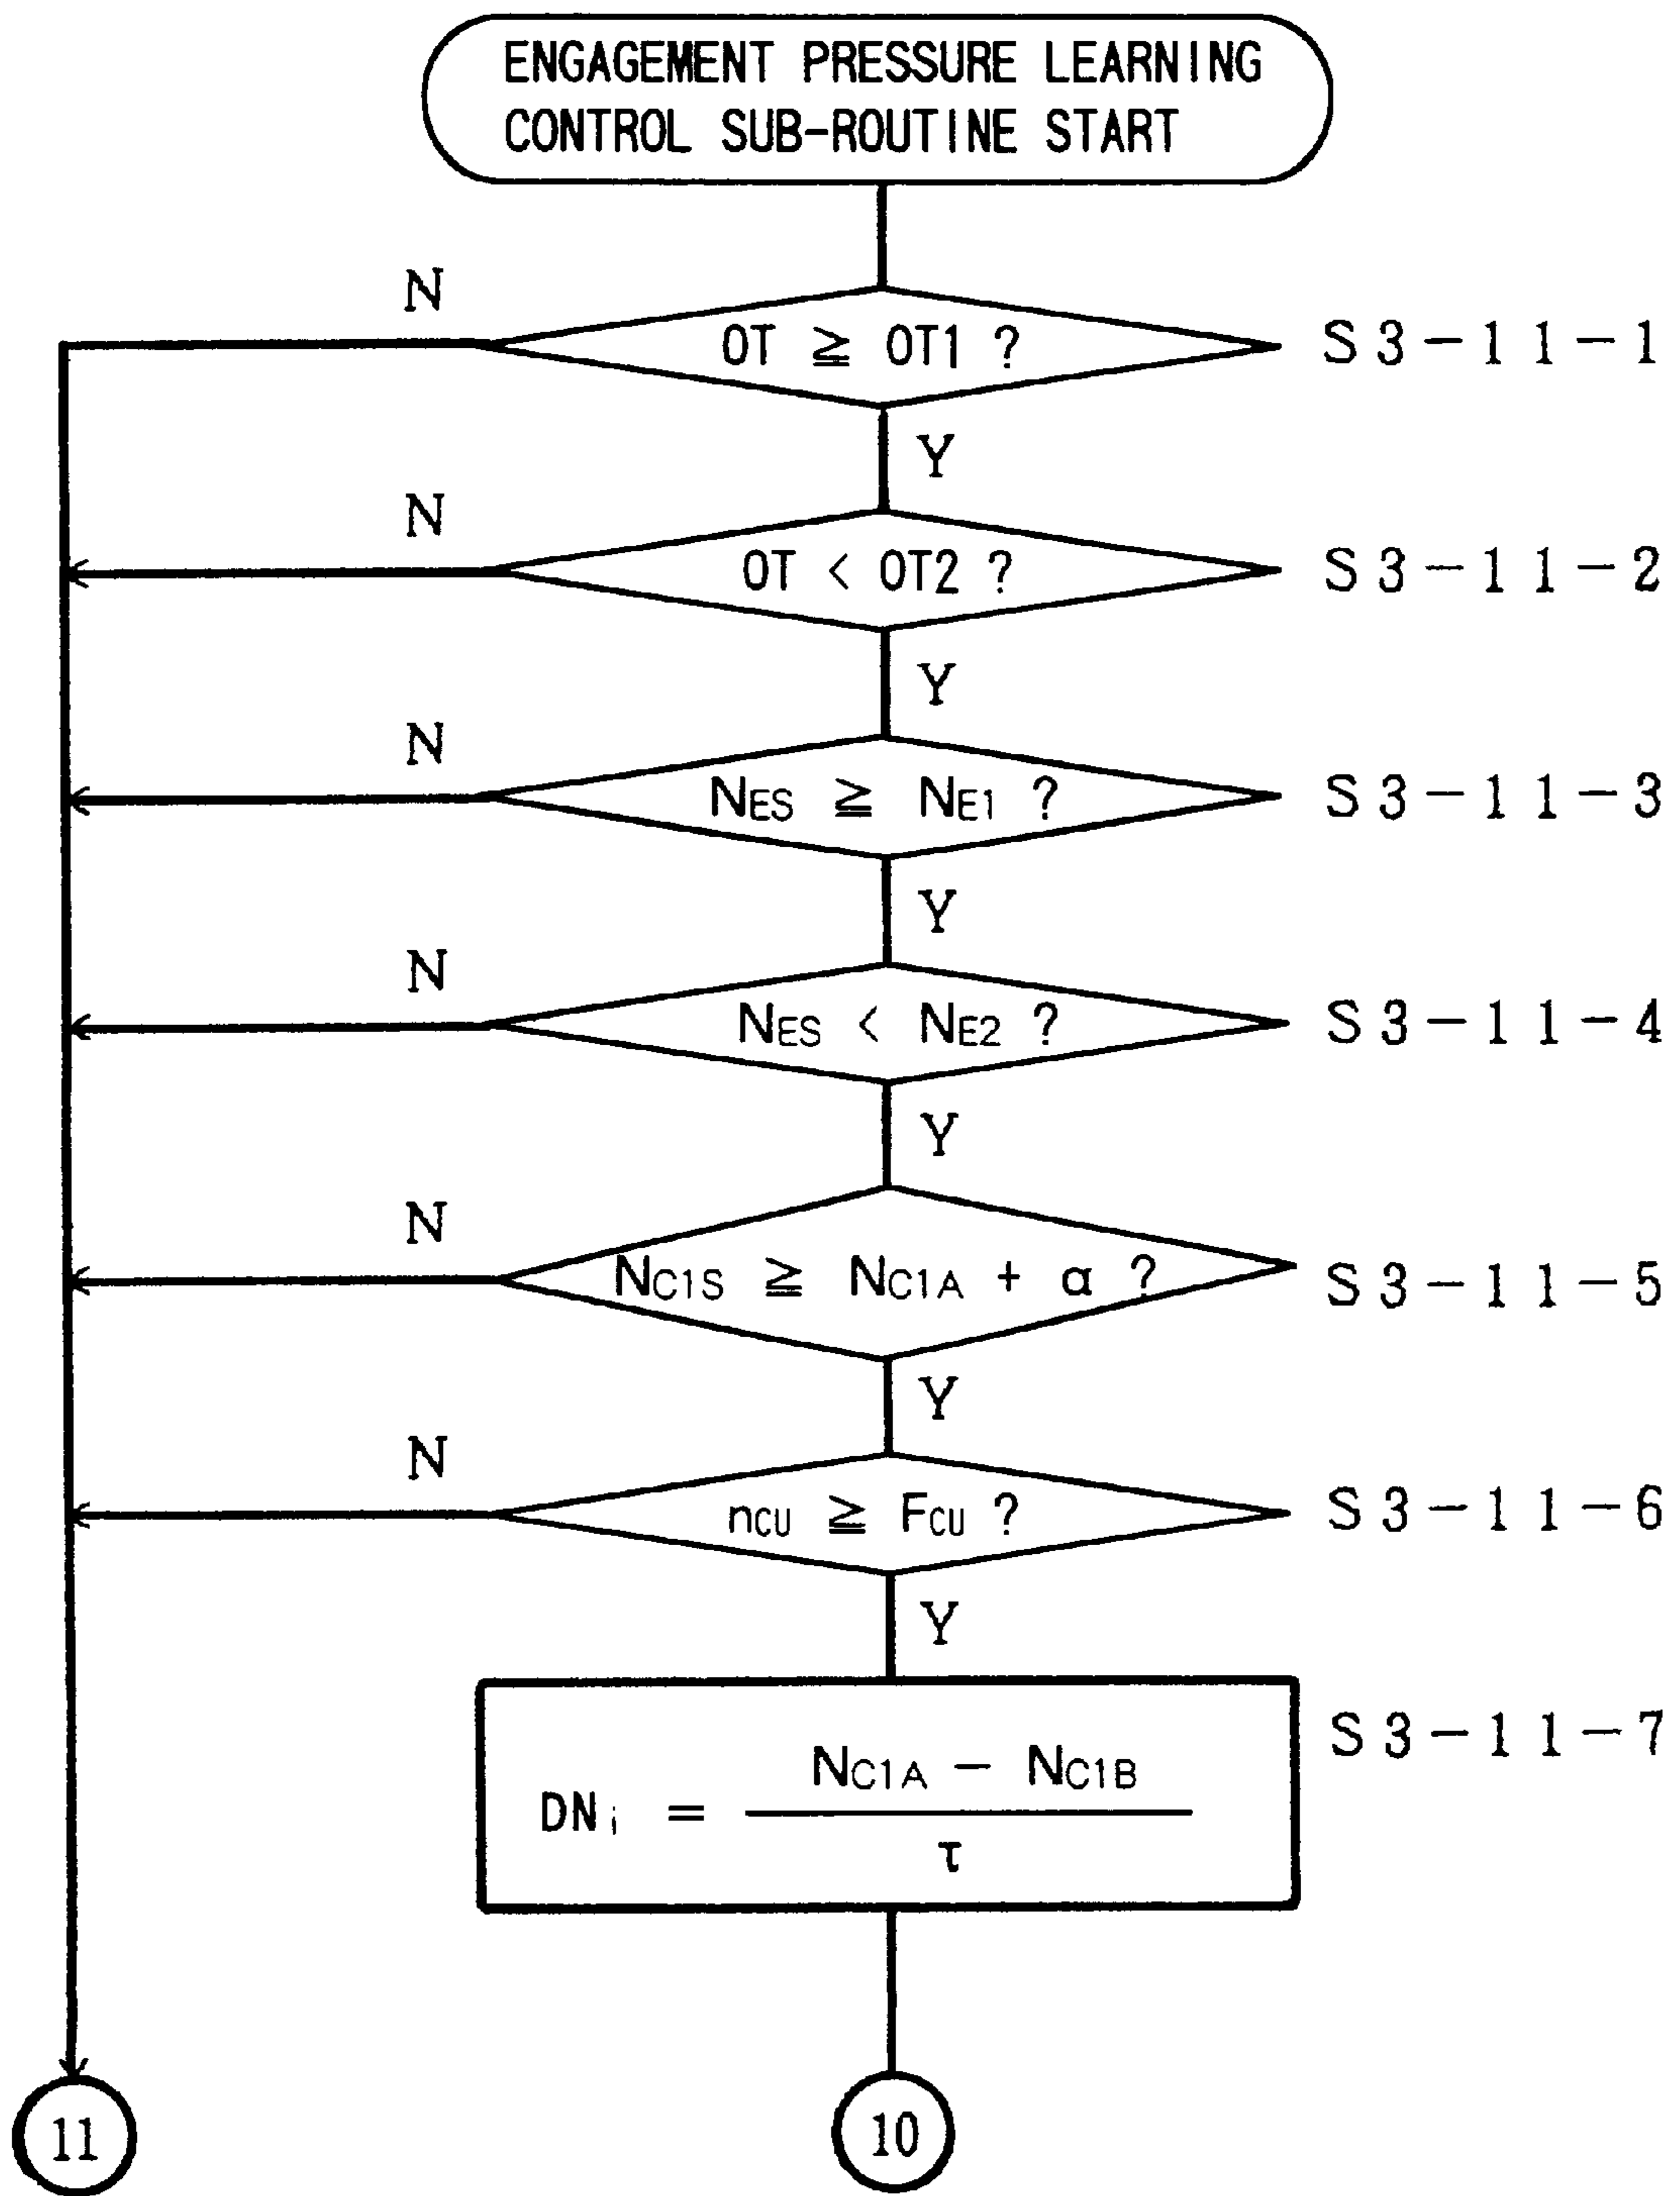 ENGAGEMENT PRESSURE LEARNING
CONTROL SUB-ROUTINE START
N
OT ≧ OT1 ?
S3-11-1
Y
N
OT < OT2 ?
S3-11-2
Y
N
NES ≧ NE1 ?
S3-11-3
Y
N
NES < NE2 ?
S3-11-4
Y
N
NC1S ≧ NC1A + α ?
S3-11-5
Y
N
nCU ≧ FCU ?
S3-11-6
Y
S3-11-7
NC1A - NC1B
DNi =
τ
11
10